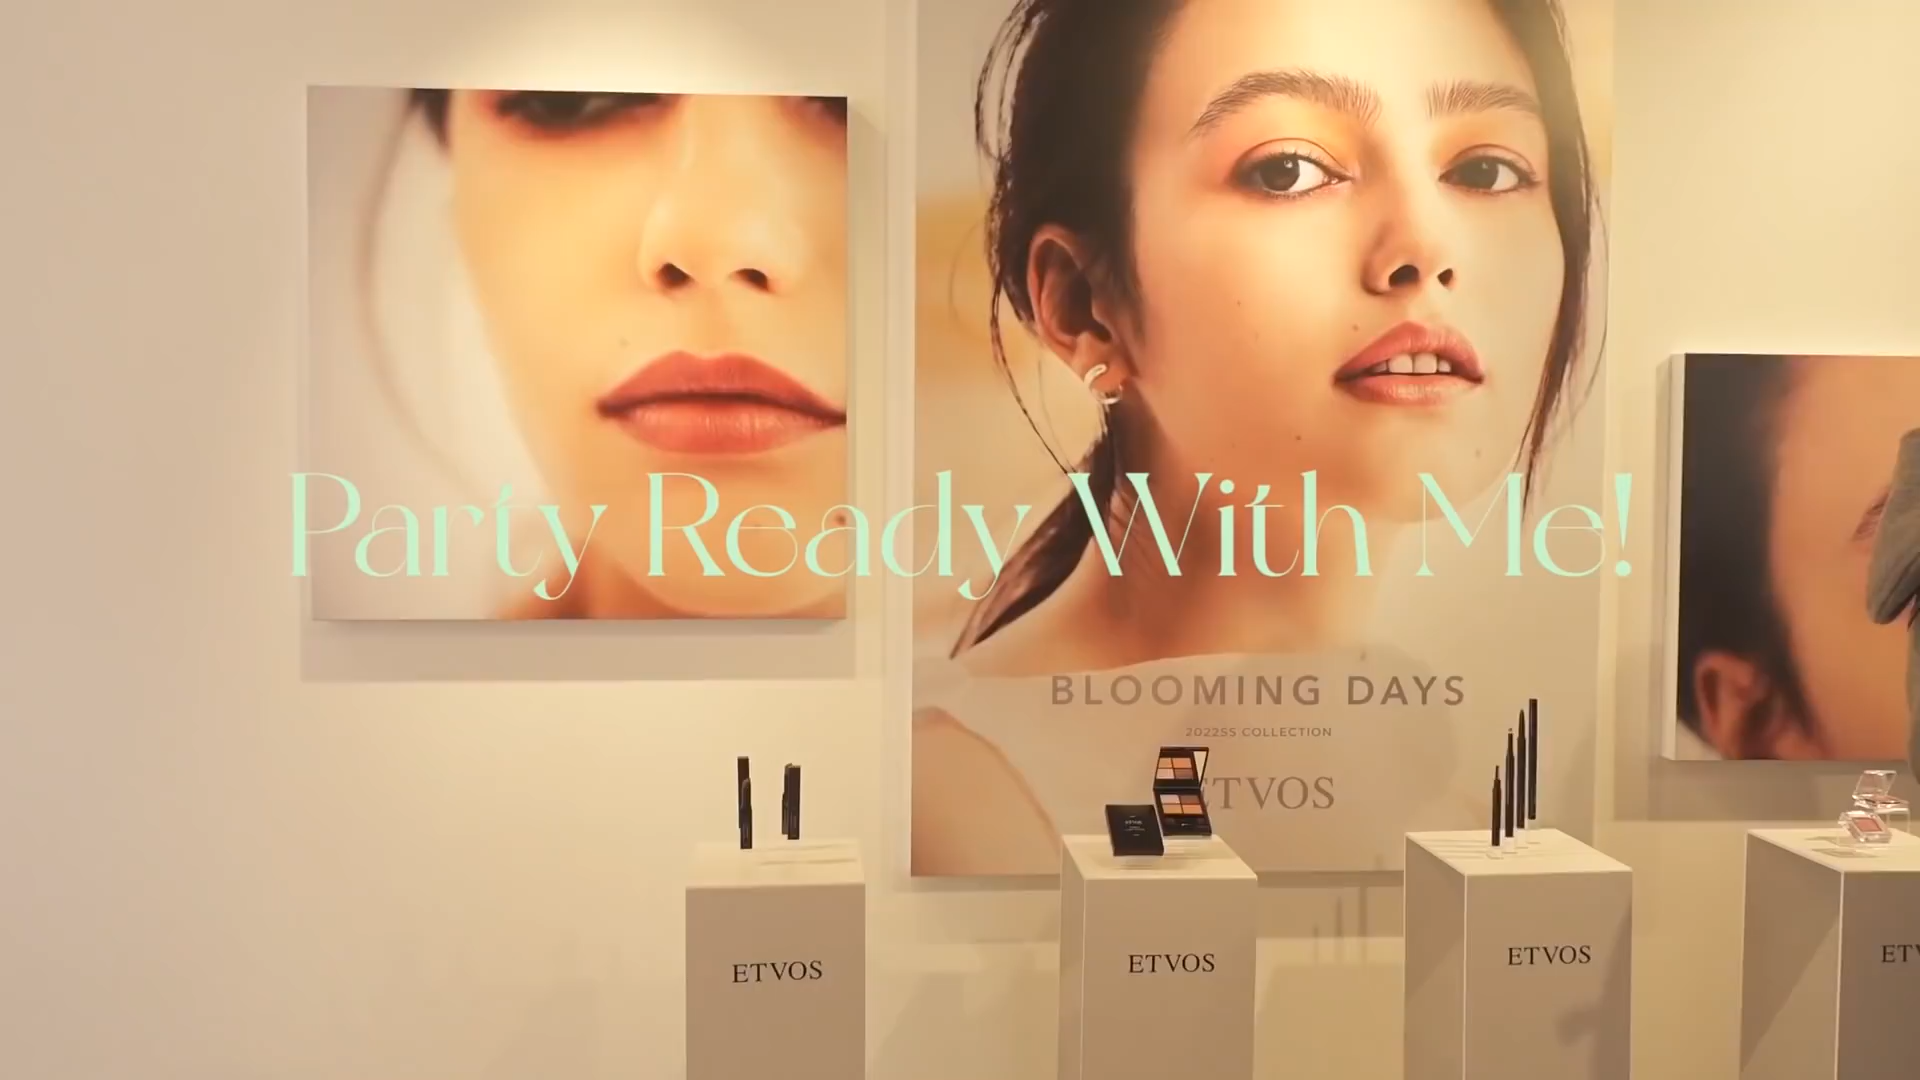 Party Ready With Me!
BLOOMING DAYS
2022SS COLLECTION
ETVOS
ETVOS
ETVOS
ETVOS